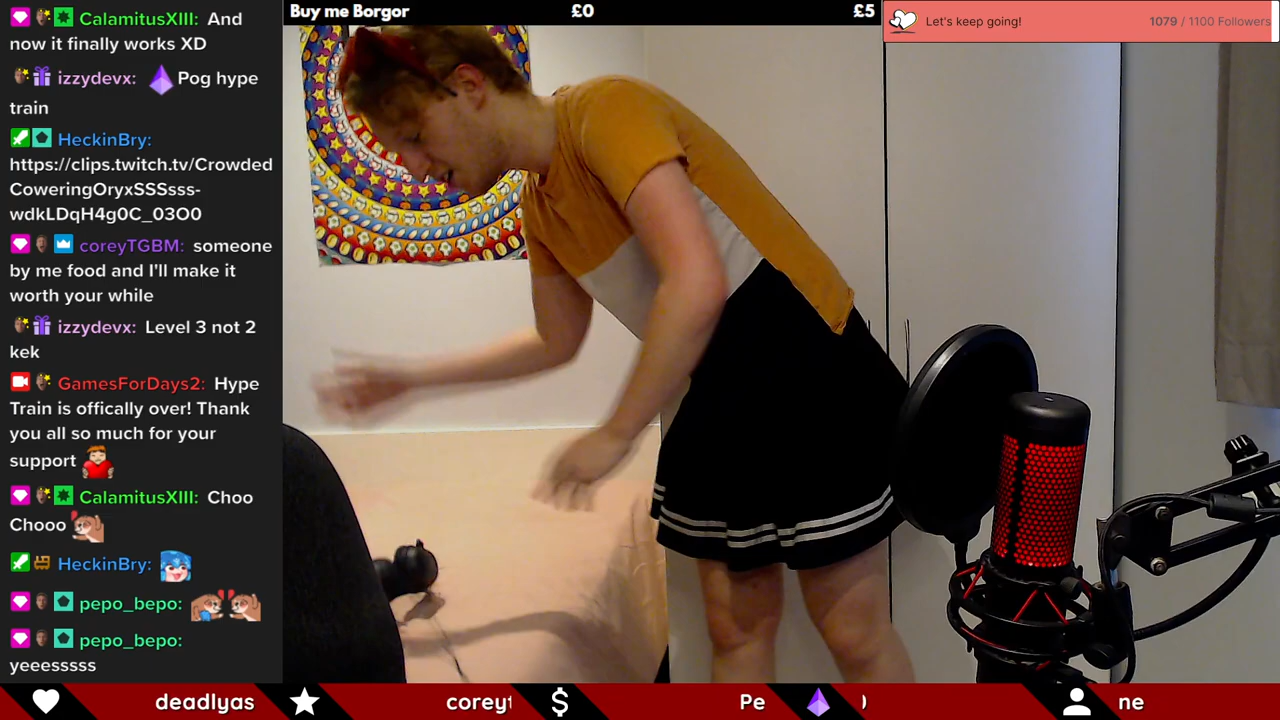 CalamitusXIII: And
now it finally works XD
izzydevx: Pog hype
train
HeckinBry:
https://clips.twitch.tv/Crowded
CoweringOryxSSSsss-
wdkLDqH4g0C_03O0
coreyTGBM: someone
by me food and I'll make it
worth your while
izzydevx: Level 3 not 2
kek
GamesForDays2: Hype
Train is offically over! Thank
you all so much for your
support
CalamitusXIII: Choo
Chooo
HeckinBry:
pepo_bepo:
pepo_bepo:
yeeesssss
Buy me Borgor £0 £5
Let's keep going! 1079 / 1100 Followers
deadlyas coreyt $ Pe ne